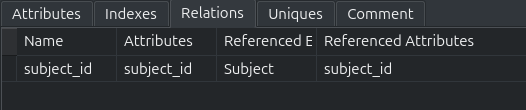 Attributes Indexes Relations Uniques Comment
Name Attributes Referenced E Referenced Attributes
subject_id subject_id Subject subject_id